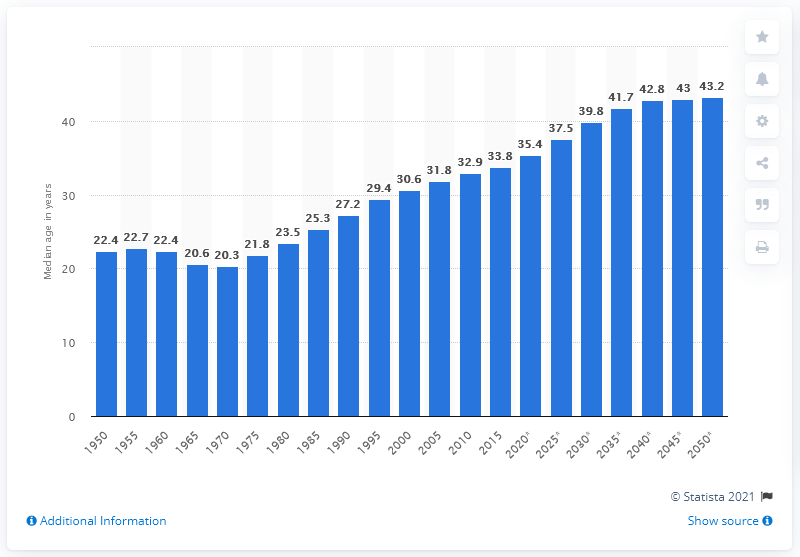 22.4 22.7 22.4 20.6 20.3 21.8 23.5 25.3 27.2 29.4 30.6 31.8 32.9 33.8 35.4 37.5 39.8 41.7 42.8 43 43.2
Median age in years
40
30
20
10
0
1950 1955 1960 1965 1970 1975 1980 1985 1990 1995 2000 2005 2010 2015 2020* 2025* 2030* 2035* 2040* 2045* 2050*
© Statista 2021
Additional Information
Show source